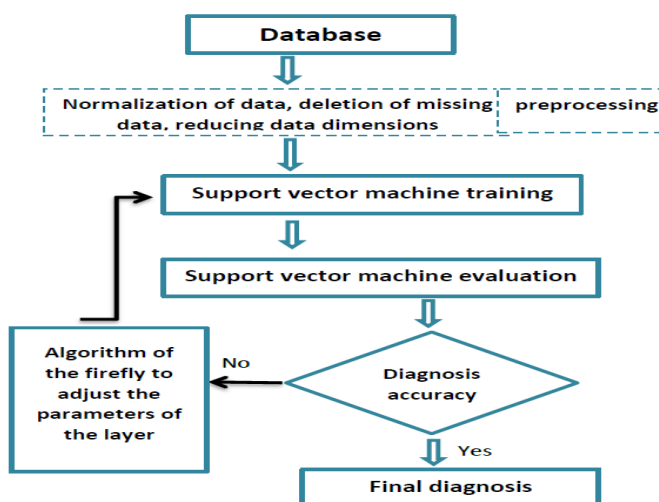 Database
Normalization of data, deletion of missing
data, reducing data dimensions
preprocessing
Support vector machine training
Support vector machine evaluation
Algorithm of
the firefly to
adjust the
parameters of
the layer
No
Diagnosis
accuracy
Yes
Final diagnosis